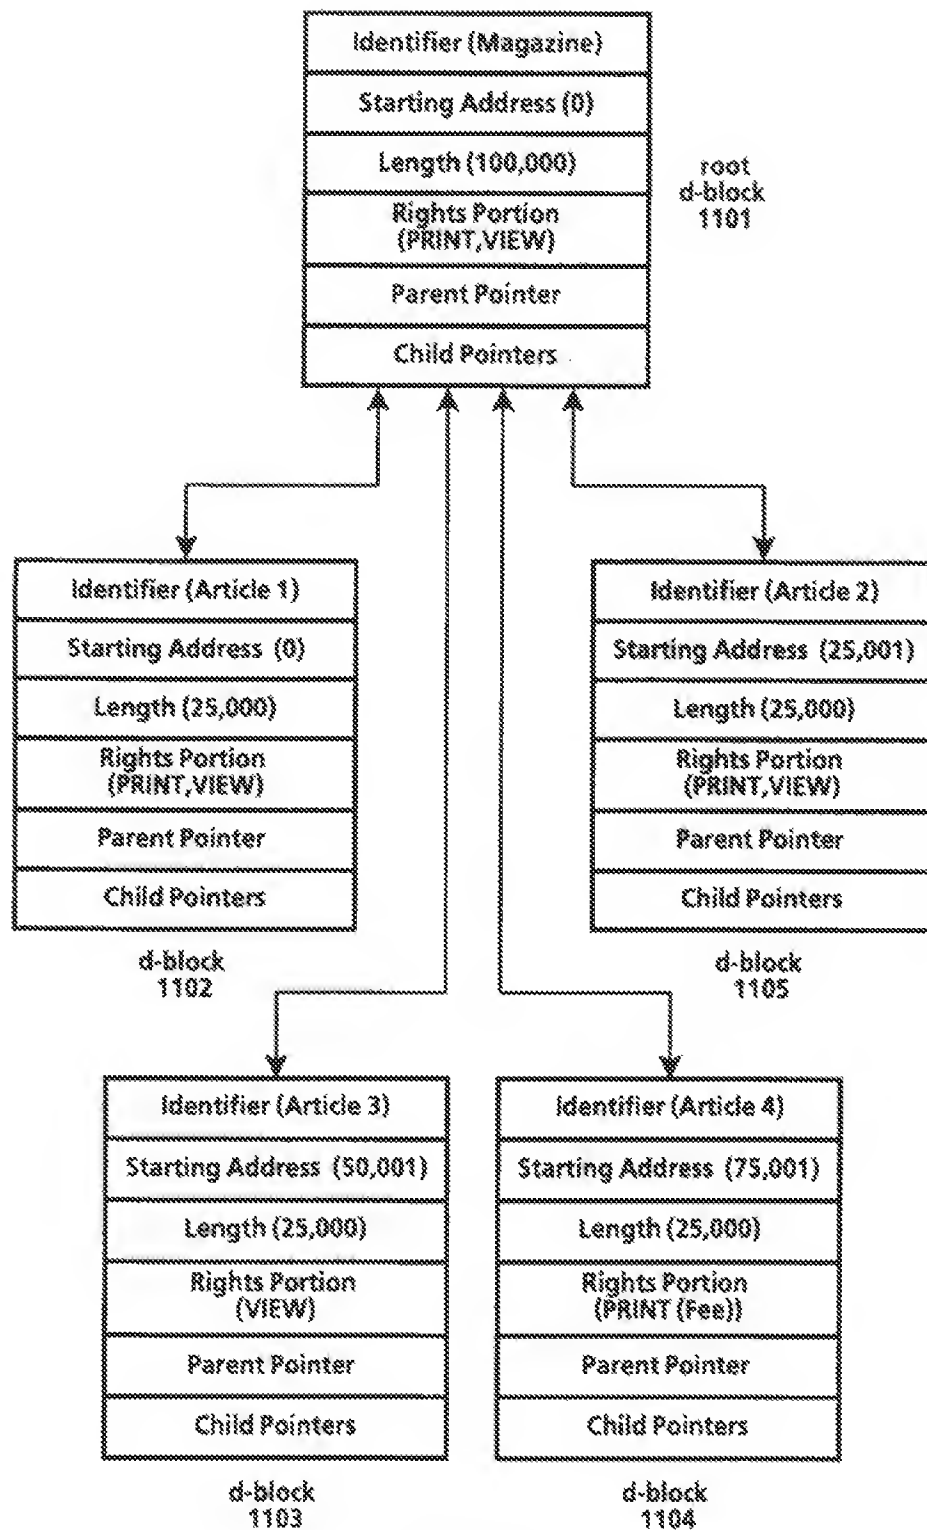 Identifier (Magazine)
Starting Address (0)
Length (100,000)
Rights Portion
(PRINT,VIEW)
Parent Pointer
Child Pointers
root
d-block
1101
Identifier (Article 1)
Starting Address (0)
Length (25,000)
Rights Portion
(PRINT,VIEW)
Parent Pointer
Child Pointers
d-block
1102
Identifier (Article 2)
Starting Address (25,001)
Length (25,000)
Rights Portion
(PRINT,VIEW)
Parent Pointer
Child Pointers
d-block
1105
Identifier (Article 3)
Starting Address (50,001)
Length (25,000)
Rights Portion
(VIEW)
Parent Pointer
Child Pointers
d-block
1103
Identifier (Article 4)
Starting Address (75,001)
Length (25,000)
Rights Portion
(PRINT (Fee))
Parent Pointer
Child Pointers
d-block
1104